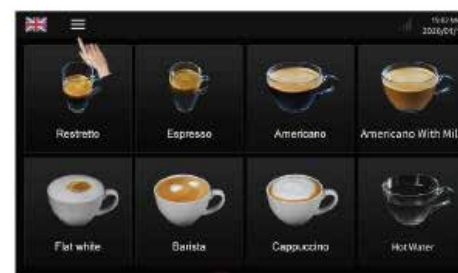 Restretto
Espresso
Americano
Americano With Mil
Flat white
Barista
Cappuccino
Hot Water